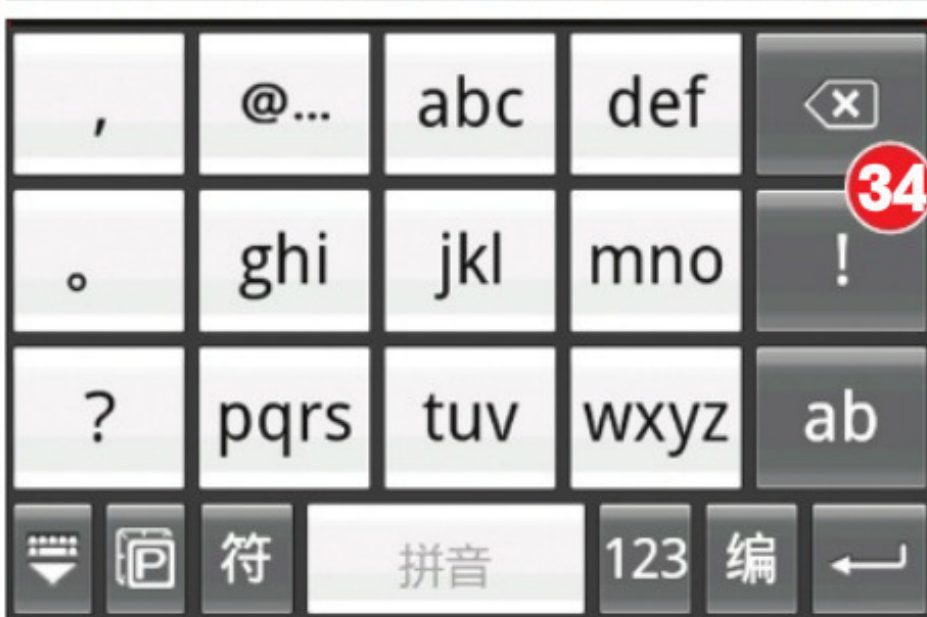 , @... abc def
34
。 ghi jkl mno !
? pqrs tuv wxyz ab
P 符 拼音 123 编